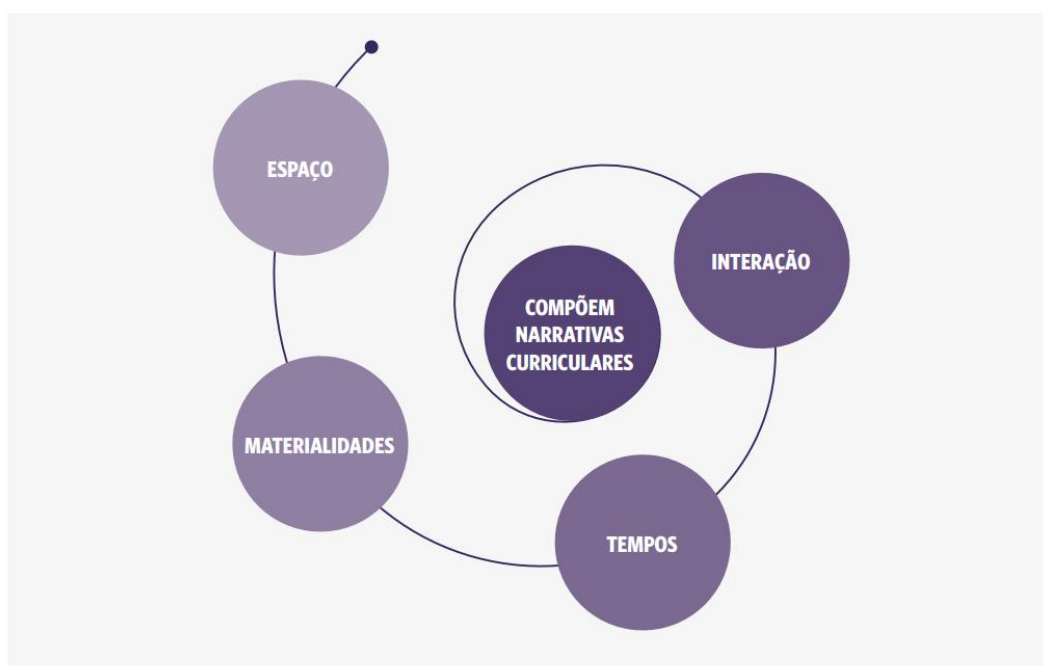 ESPAÇO
MATERIALIDADES
TEMPOS
INTERAÇÃO
COMPÕEM
NARRATIVAS
CURRICULARES